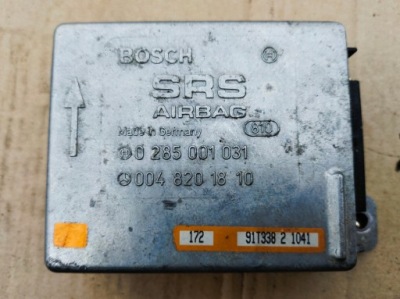 BOSCH
SRS
AIRBAG
Made in Germany
0 285 001 031
004 820 18 10
172 91T338 2 1041